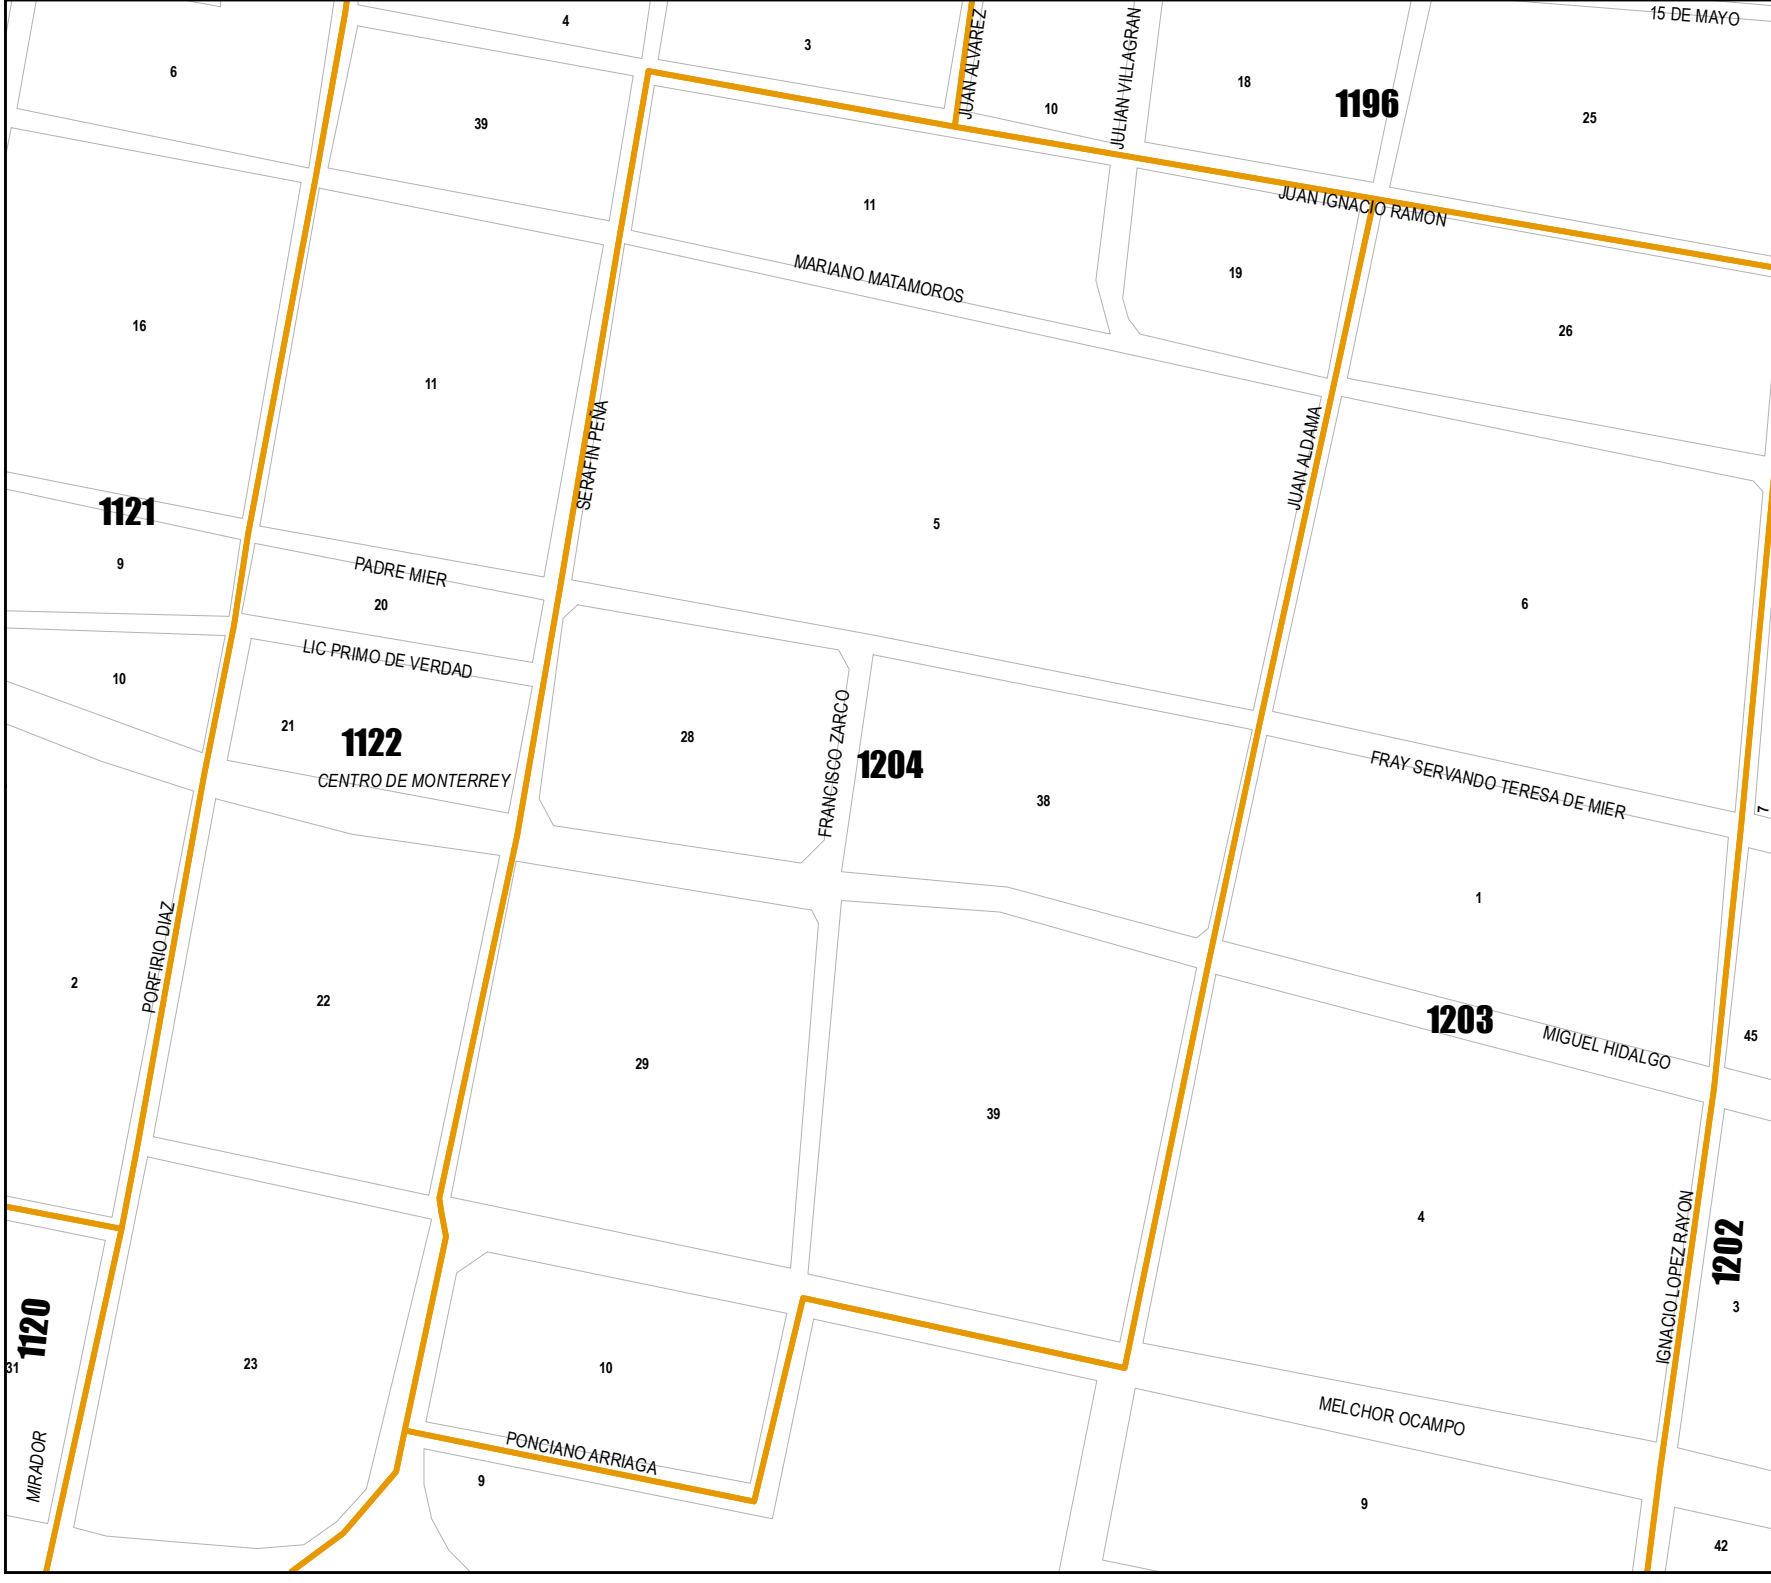 15 DE MAYO
4
3
6
JUAN ALVAREZ
JULIAN VILLAGRAN
10
18
1196
25
39
11
JUAN IGNACIO RAMON
MARIANO MATAMOROS
19
26
16
11
SERAFIN PEÑA
JUAN ALDAMA
1121
5
9
PADRE MIER
20
6
LIC PRIMO DE VERDAD
10
21
1122
CENTRO DE MONTERREY
28
FRANCISCO ZARCO
1204
38
FRAY SERVANDO TERESA DE MIER
7
1
PORFIRIO DIAZ
2
22
1203
MIGUEL HIDALGO
45
29
39
4
IGNACIO LOPEZ RAYON
1202
3
1120
31
23
10
MELCHOR OCAMPO
MIRADOR
PONCIANO ARRIAGA
9
9
42